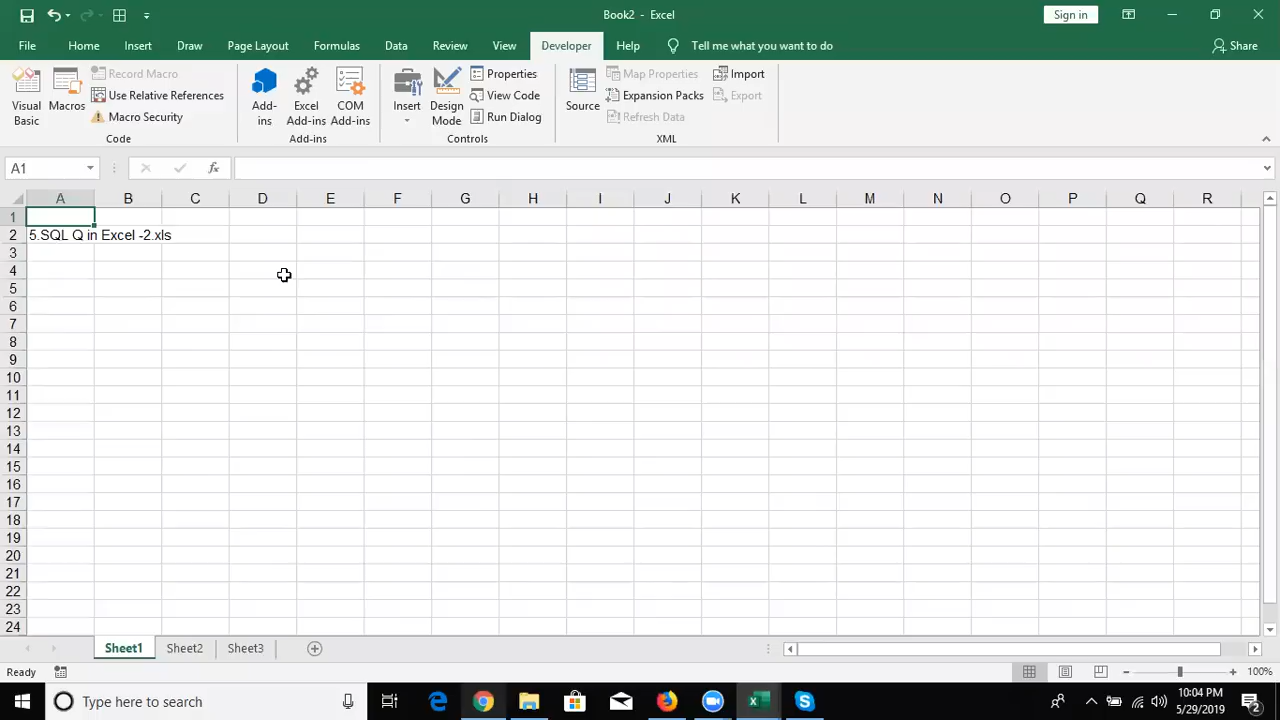 Book2 - Excel
Sign in
File Home Insert Draw Page Layout Formulas Data Review View Developer Help Tell me what you want to do Share
Visual Basic
Macros
Record Macro
Use Relative References
Macro Security
Code
Add-ins
Excel Add-ins
COM Add-ins
Add-ins
Insert
Design Mode
Properties
View Code
Run Dialog
Controls
Source
Map Properties
Expansion Packs
Refresh Data
Import
Export
XML
A1
fx
A B C D E F G H I J K L M N O P Q R
1
2 5.SQL Q in Excel -2.xls
3
4
5
6
7
8
9
10
11
12
13
14
15
16
17
18
19
20
21
22
23
24
Sheet1 Sheet2 Sheet3
Ready
100%
Type here to search
10:04 PM
5/29/2019
2